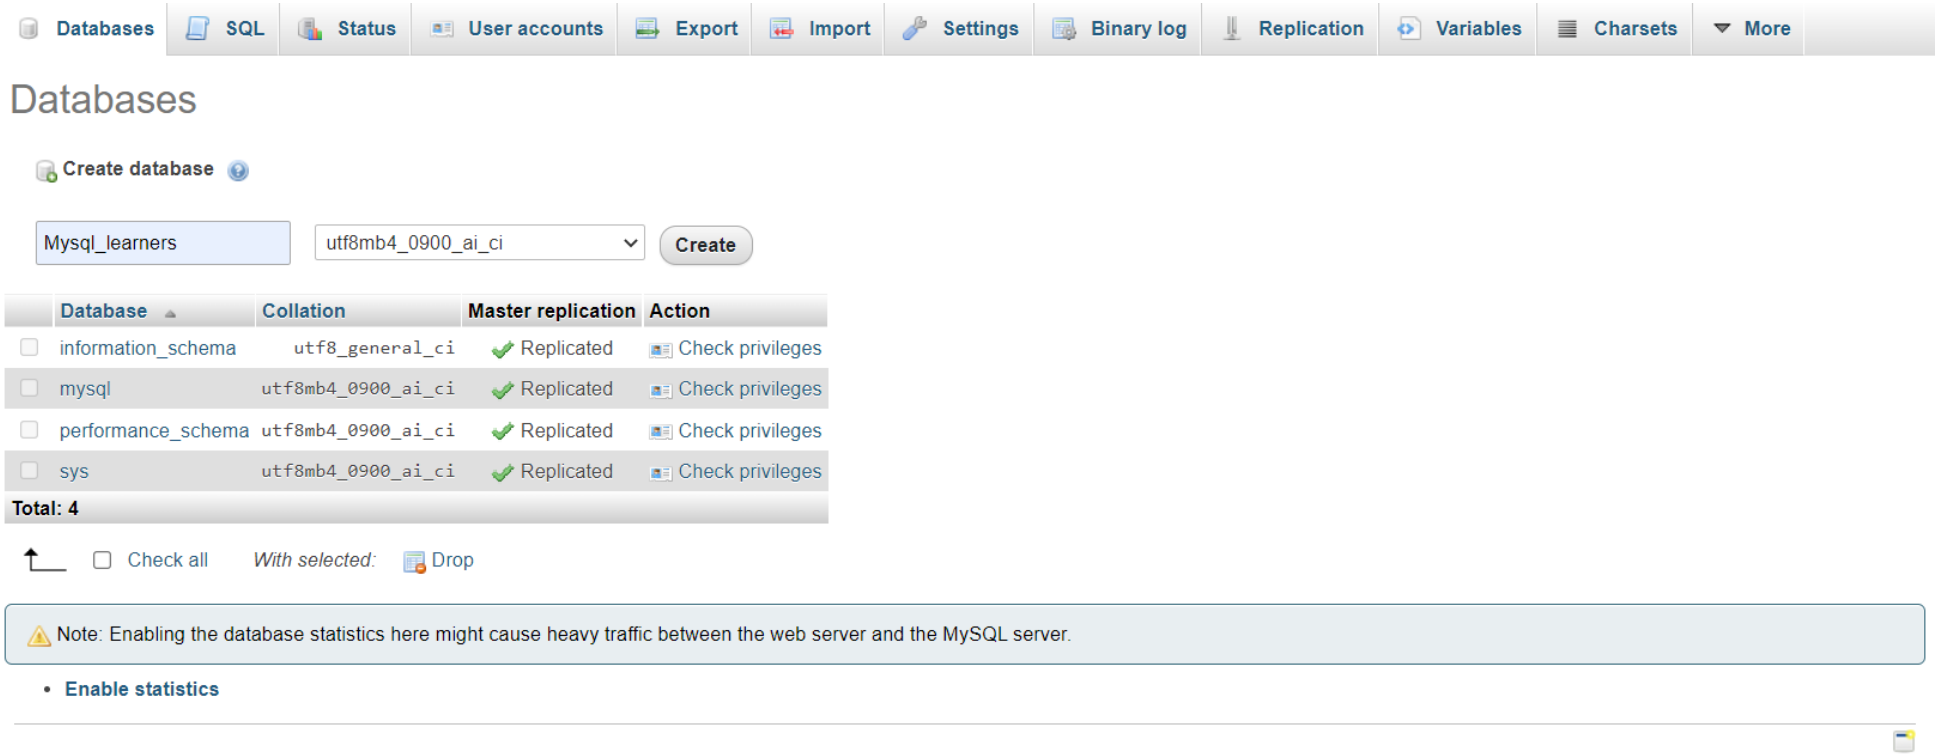 Databases SQL Status User accounts Export Import Settings Binary log Replication Variables Charsets More
Databases
Create database
Mysql_learners utf8mb4_0900_ai_ci Create
Database Collation Master replication Action
information_schema utf8_general_ci Replicated Check privileges
mysql utf8mb4_0900_ai_ci Replicated Check privileges
performance_schema utf8mb4_0900_ai_ci Replicated Check privileges
sys utf8mb4_0900_ai_ci Replicated Check privileges
Total: 4
Check all With selected: Drop
Note: Enabling the database statistics here might cause heavy traffic between the web server and the MySQL server.
• Enable statistics